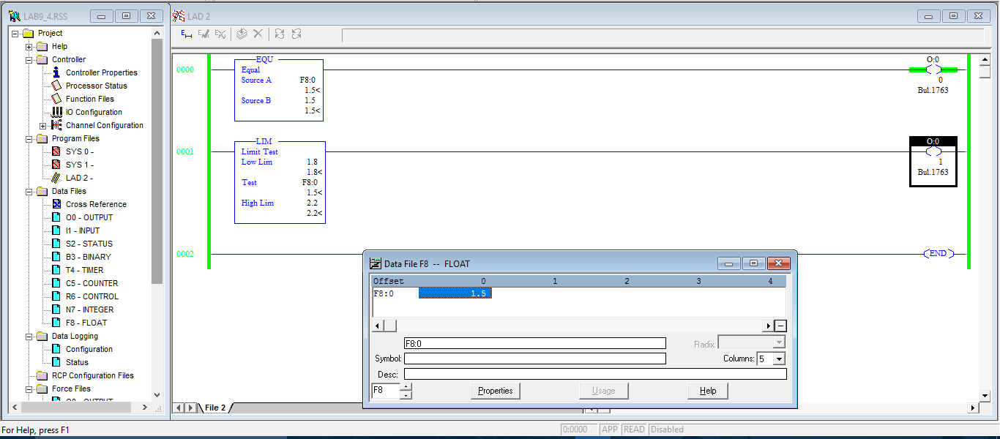 LAB9_4.RSS
Project
Help
Controller
Controller Properties
Processor Status
Function Files
IO Configuration
Channel Configuration
Program Files
SYS 0 -
SYS 1 -
LAD 2 -
Data Files
Cross Reference
O0 - OUTPUT
I1 - INPUT
S2 - STATUS
B3 - BINARY
T4 - TIMER
C5 - COUNTER
R6 - CONTROL
N7 - INTEGER
F8 - FLOAT
Data Logging
Configuration
Status
RCP Configuration Files
Force Files
O0 - OUTPUT
LAD 2
0000
EQU
Equal
Source A F8:0
1.5<
Source B 1.5
1.5<
O:0
0
Bul.1763
0001
LIM
Limit Test
Low Lim 1.8
1.8<
Test F8:0
1.5<
High Lim 2.2
2.2<
O:0
1
Bul.1763
0002
END
File 2
Data File F8 -- FLOAT
Offset 0 1 2 3 4
F8:0 1.5
F8:0
Radix:
Symbol:
Columns: 5
Desc:
F8
Properties
Usage
Help
For Help, press F1
0:0000 APP READ Disabled